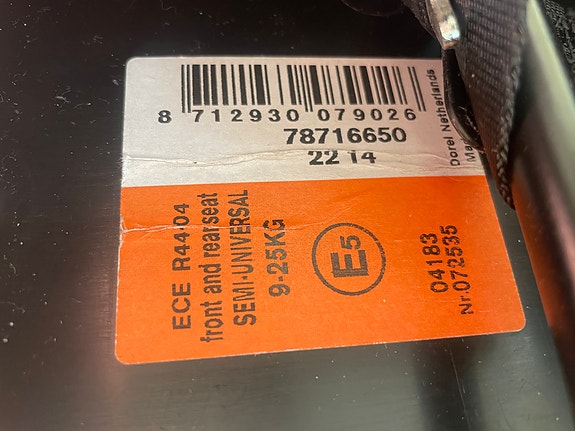 8 712930 079026
78716650
22 14
Dorel Netherlands
ECE R44·04
front and rearseat
SEMI-UNIVERSAL
9-25KG
E5
04183
Nr.072535